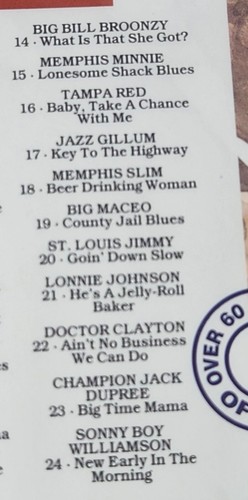 BIG BILL BROONZY
14 · What Is That She Got?
MEMPHIS MINNIE
15 · Lonesome Shack Blues
TAMPA RED
16 · Baby, Take A Chance
With Me
JAZZ GILLUM
17 · Key To The Highway
MEMPHIS SLIM
18 · Beer Drinking Woman
BIG MACEO
19 · County Jail Blues
ST. LOUIS JIMMY
20 · Goin' Down Slow
LONNIE JOHNSON
21 · He's A Jelly-Roll
Baker
DOCTOR CLAYTON
22 · Ain't No Business
We Can Do
CHAMPION JACK
DUPREE
23 · Big Time Mama
SONNY BOY
WILLIAMSON
24 · New Early In The
Morning
OVER 60
OF